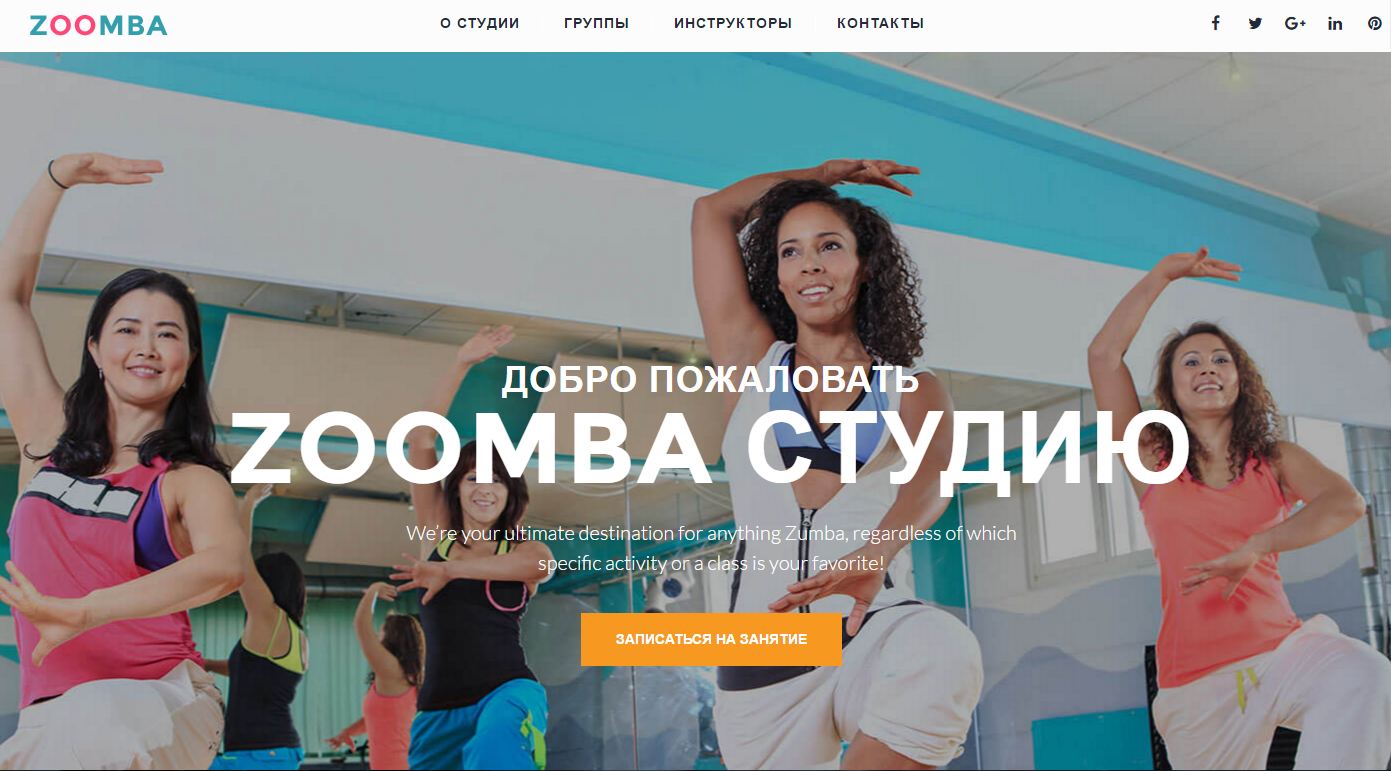 ZOOMBA
О СТУДИИ ГРУППЫ ИНСТРУКТОРЫ КОНТАКТЫ
ДОБРО ПОЖАЛОВАТЬ
ZOOMBA СТУДИЮ
We're your ultimate destination for anything Zumba, regardless of which
specific activity or a class is your favorite!
ЗАПИСАТЬСЯ НА ЗАНЯТИЕ